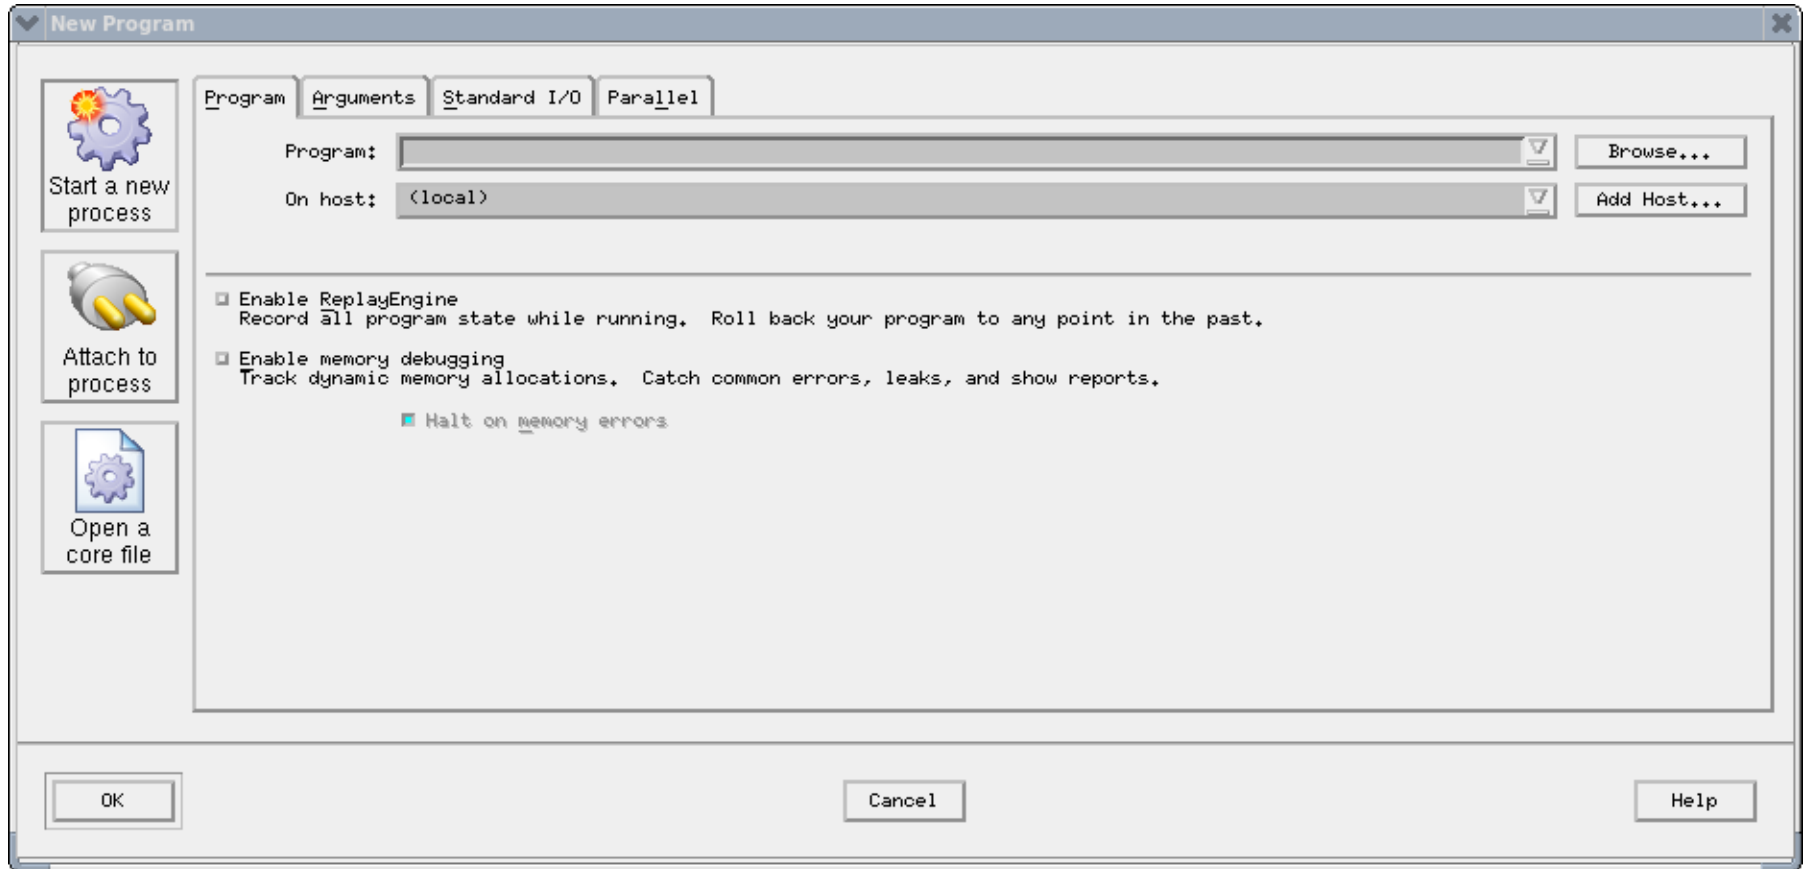 New Program
Start a new
process
Attach to
process
Open a
core file
Program Arguments Standard I/O Parallel
Program: Browse...
On host: (local) Add Host...
Enable ReplayEngine
Record all program state while running.  Roll back your program to any point in the past.
Enable memory debugging
Track dynamic memory allocations.  Catch common errors, leaks, and show reports.
Halt on memory errors
OK Cancel Help